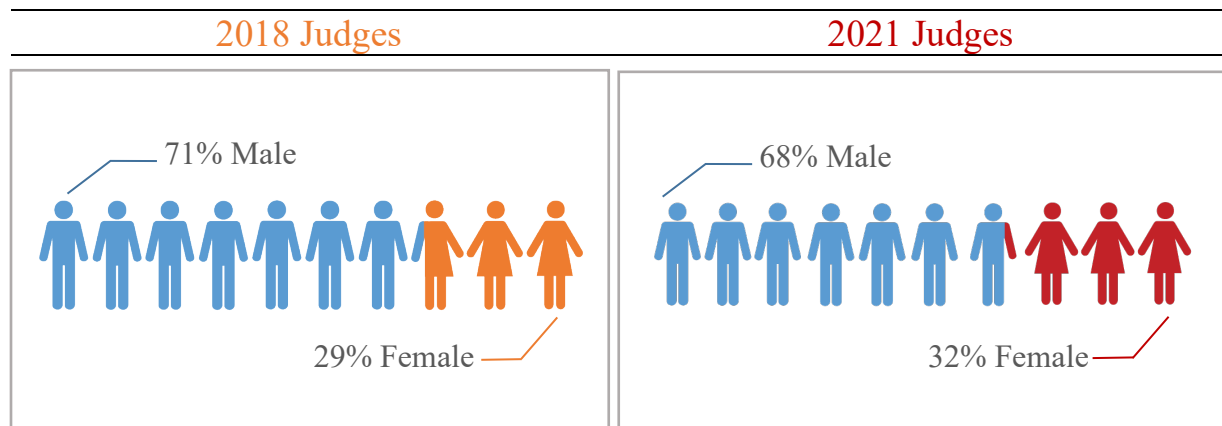 2018 Judges
2021 Judges
71% Male
29% Female
68% Male
32% Female